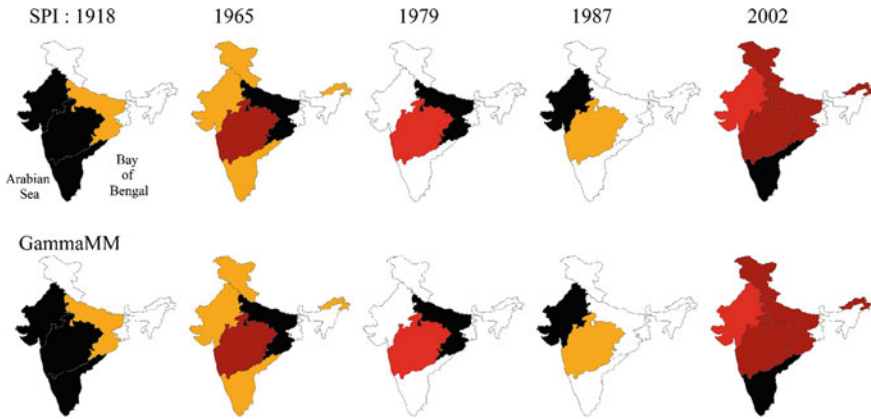 SPI : 1918 1965 1979 1987 2002
Arabian
Sea
Bay
of
Bengal
GammaMM